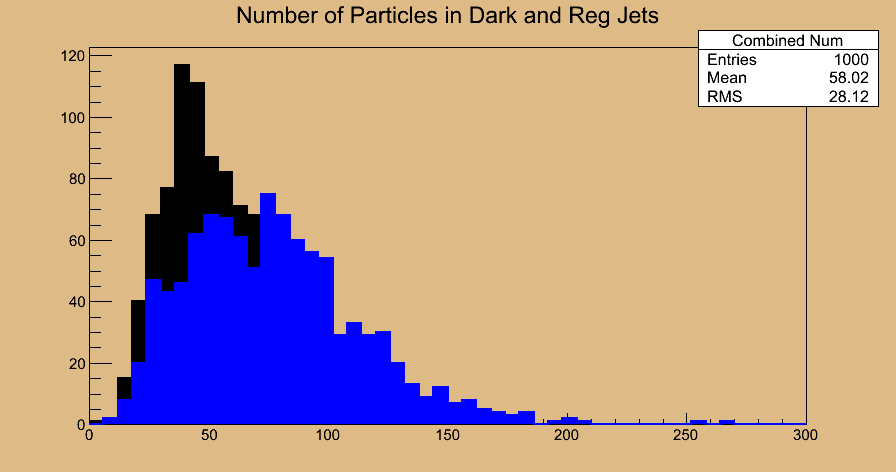 Number of Particles in Dark and Reg Jets
Combined Num
Entries 1000
Mean 58.02
RMS 28.12
120
100
80
60
40
20
0
0 50 100 150 200 250 300